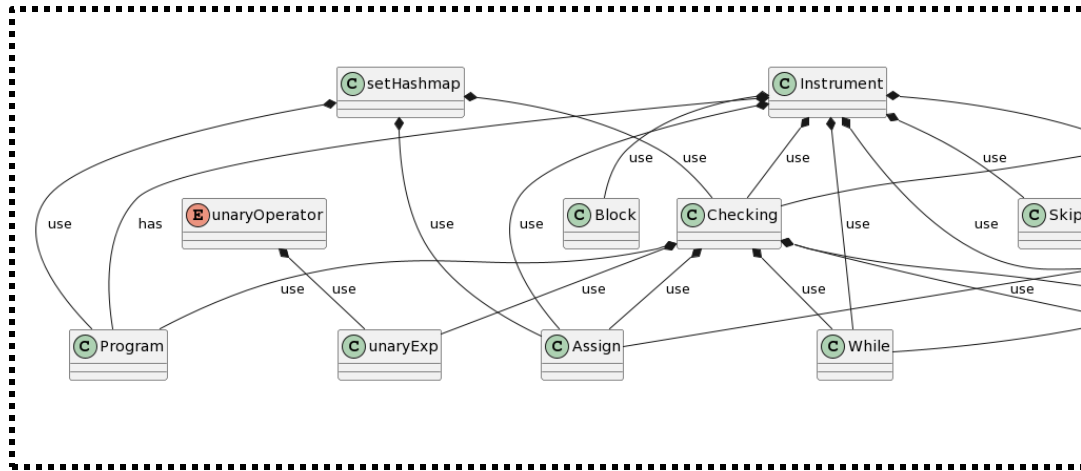 C setHashmap
C Instrument
use
use
use
use
E unaryOperator
C Block
C Checking
C Skip
use
has
use
use
use
use
use
use
use
use
use
use
C Program
C unaryExp
C Assign
C While